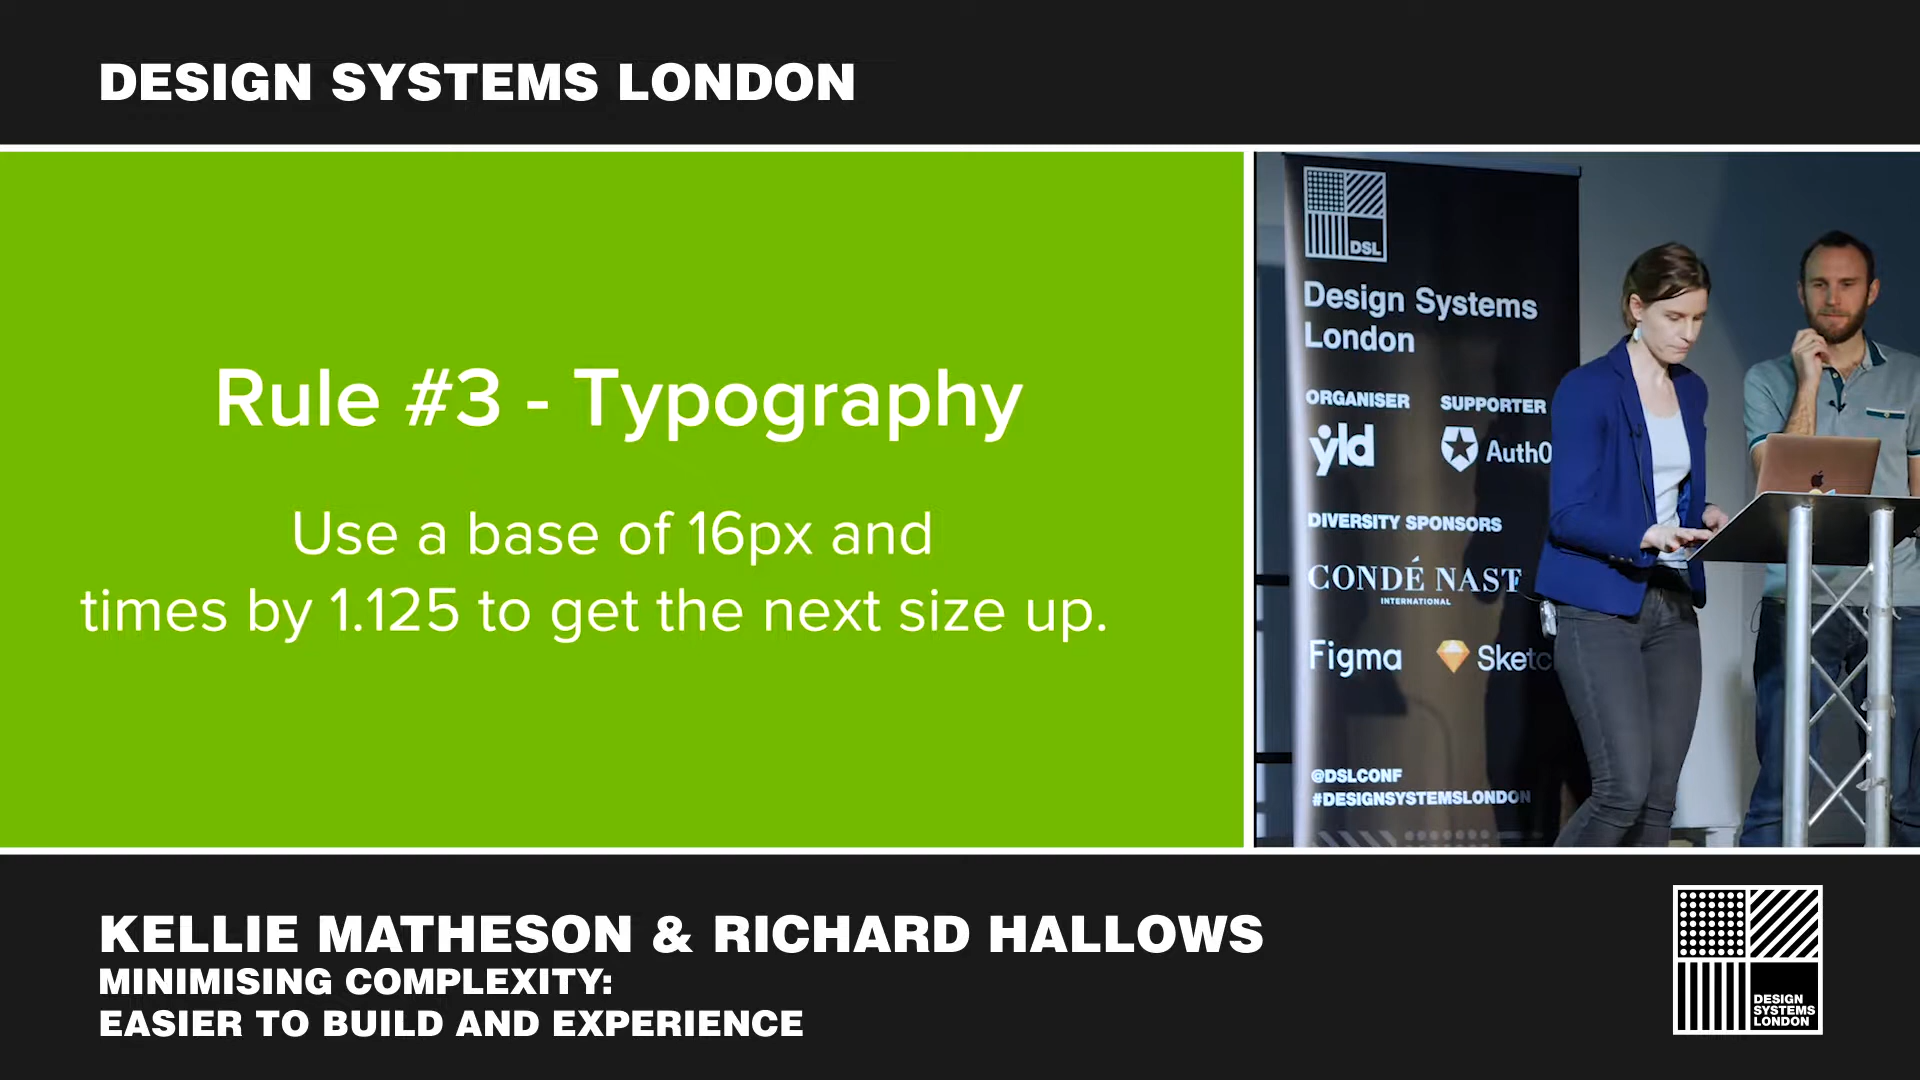 DESIGN SYSTEMS LONDON
Rule #3 - Typography
Use a base of 16px and
times by 1.125 to get the next size up.
DSL
Design Systems
London
ORGANISER SUPPORTER
yld Auth0
DIVERSITY SPONSORS
CONDÉ NAST
INTERNATIONAL
Figma Sketc
@DSLCONF
#DESIGNSYSTEMSLONDON
KELLIE MATHESON & RICHARD HALLOWS
MINIMISING COMPLEXITY:
EASIER TO BUILD AND EXPERIENCE
DESIGN
SYSTEMS
LONDON